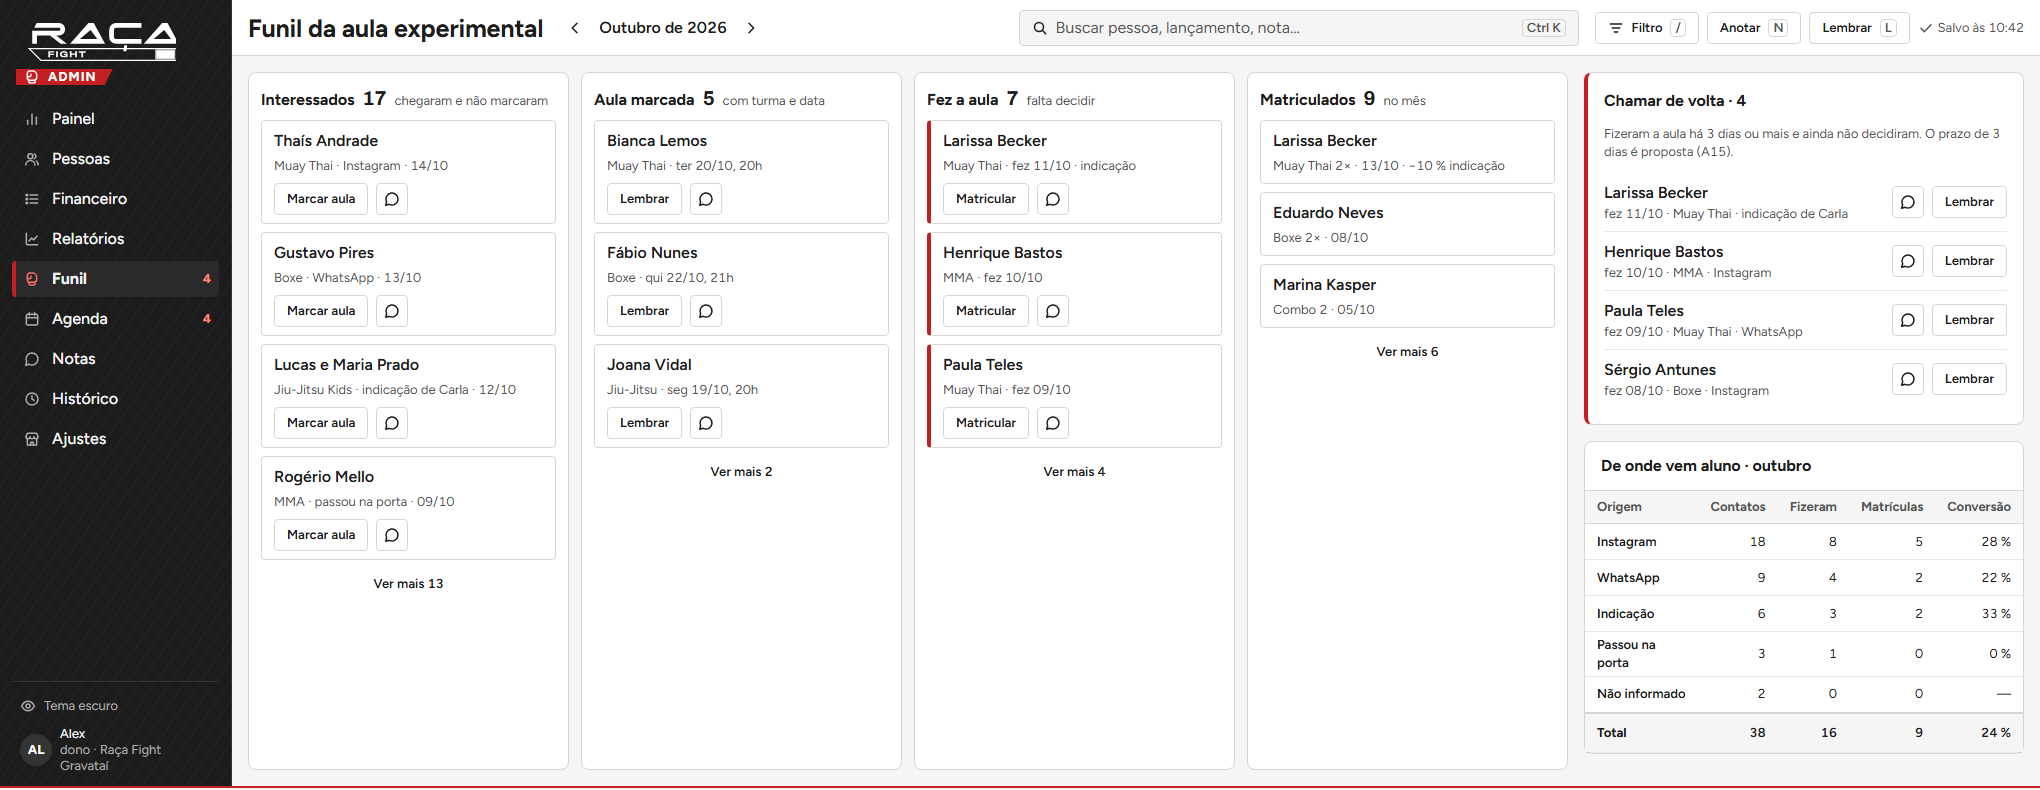 RAÇA
FIGHT
ADMIN
Painel
Pessoas
Financeiro
Relatórios
Funil 4
Agenda 4
Notas
Histórico
Ajustes
Tema escuro
AL
Alex
dono · Raça Fight
Gravataí
Funil da aula experimental
Outubro de 2026
Buscar pessoa, lançamento, nota... Ctrl K
Filtro /
Anotar N
Lembrar L
Salvo às 10:42
Interessados 17 chegaram e não marcaram
Thaís Andrade
Muay Thai · Instagram · 14/10
Marcar aula
Gustavo Pires
Boxe · WhatsApp · 13/10
Marcar aula
Lucas e Maria Prado
Jiu-Jitsu Kids · indicação de Carla · 12/10
Marcar aula
Rogério Mello
MMA · passou na porta · 09/10
Marcar aula
Ver mais 13
Aula marcada 5 com turma e data
Bianca Lemos
Muay Thai · ter 20/10, 20h
Lembrar
Fábio Nunes
Boxe · qui 22/10, 21h
Lembrar
Joana Vidal
Jiu-Jitsu · seg 19/10, 20h
Lembrar
Ver mais 2
Fez a aula 7 falta decidir
Larissa Becker
Muay Thai · fez 11/10 · indicação
Matricular
Henrique Bastos
MMA · fez 10/10
Matricular
Paula Teles
Muay Thai · fez 09/10
Matricular
Ver mais 4
Matriculados 9 no mês
Larissa Becker
Muay Thai 2× · 13/10 · −10 % indicação
Eduardo Neves
Boxe 2× · 08/10
Marina Kasper
Combo 2 · 05/10
Ver mais 6
Chamar de volta · 4
Fizeram a aula há 3 dias ou mais e ainda não decidiram. O prazo de 3
dias é proposta (A15).
Larissa Becker
fez 11/10 · Muay Thai · indicação de Carla
Lembrar
Henrique Bastos
fez 10/10 · MMA · Instagram
Lembrar
Paula Teles
fez 09/10 · Muay Thai · WhatsApp
Lembrar
Sérgio Antunes
fez 08/10 · Boxe · Instagram
Lembrar
De onde vem aluno · outubro
Origem Contatos Fizeram Matrículas Conversão
Instagram 18 8 5 28 %
WhatsApp 9 4 2 22 %
Indicação 6 3 2 33 %
Passou na
porta 3 1 0 0 %
Não informado 2 0 0 —
Total 38 16 9 24 %